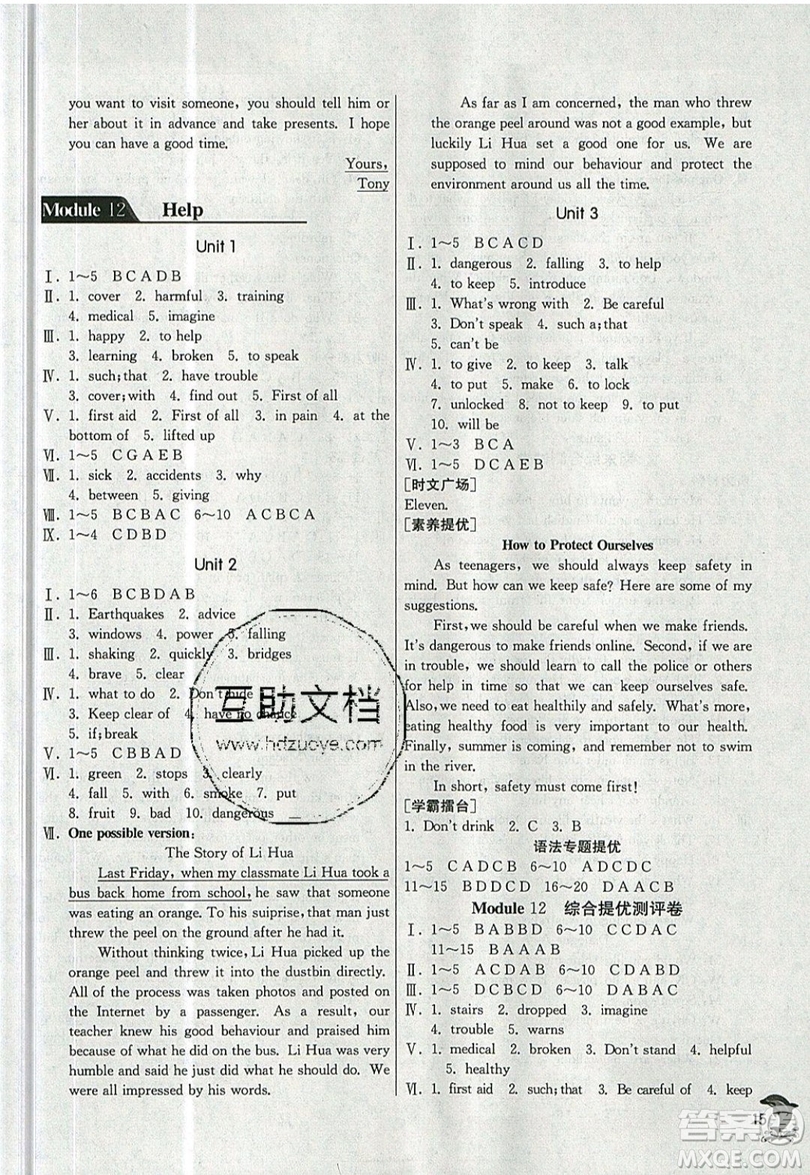 you want to visit someone, you should tell him or
her about it in advance and take presents. I hope
you can have a good time.
Yours,
Tony
Module 12 Help
Unit 1
Ⅰ. 1～5 B C A D B
Ⅱ. 1. cover 2. harmful 3. training
4. medical 5. imagine
Ⅲ. 1. happy 2. to help
3. learning 4. broken 5. to speak
Ⅳ. 1. such;that 2. have trouble
3. cover;with 4. find out 5. First of all
Ⅴ. 1. first aid 2. First of all 3. in pain 4. at the
bottom of 5. lifted up
Ⅵ. 1～5 C G A E B
Ⅶ. 1. sick 2. accidents 3. why
4. between 5. giving
Ⅷ. 1～5 B C B A C 6～10 A C B C A
Ⅸ. 1～4 C D B D
Unit 2
Ⅰ. 1～6 B C B D A B
Ⅱ. 1. Earthquakes 2. advice
3. windows 4. power 5. falling
Ⅲ. 1. shaking 2. quickly 3. bridges
4. brave 5. clear
Ⅳ. 1. what to do 2. Don't hide
3. Keep clear of 4. have no chance
5. if;break
Ⅴ. 1～5 C B B A D
Ⅵ. 1. green 2. stops 3. clearly
4. fall 5. with 6. smoke 7. put
8. fruit 9. bad 10. dangerous
Ⅶ. One possible version:
The Story of Li Hua
Last Friday, when my classmate Li Hua took a
bus back home from school, he saw that someone
was eating an orange. To his suiprise, that man just
threw the peel on the ground after he had it.
Without thinking twice, Li Hua picked up the
orange peel and threw it into the dustbin directly.
All of the process was taken photos and posted on
the Internet by a passenger. As a result, our
teacher knew his good behaviour and praised him
because of what he did on the bus. Li Hua was very
humble and said it was what he should do. We
were all impressed by his words.
As far as I am concerned, the man who threw
the orange peel around was not a good example, but
luckily Li Hua set a good one for us. We are
supposed to mind our behaviour and protect the
environment around us all the time.
Unit 3
Ⅰ. 1～5 B C A C D
Ⅱ. 1. dangerous 2. falling 3. to help
4. to keep 5. introduce
Ⅲ. 1. What's wrong with 2. Be careful
3. Don't speak 4. such a;that
5. can't be
Ⅳ. 1. to give 2. to keep 3. keep
4. to put 5. make 6. to lock
7. unlocked 8. not to keep 9. get
10. will be
Ⅴ. 1～3 B C A
Ⅵ. 1～5 D C A E B
[时文广场]
Eleven.
[素养提优]
How to Protect Ourselves
As teenagers, we should always keep safety in
mind. But how can we keep safe? Here are some of my
suggestions.
First, we should be careful when we make friends.
It's dangerous to make friends online. Second, if we are
in trouble, we should learn to call the police or others
for help in time so that we can keep ourselves safe.
Also, we need to eat healthily and safely. What's more,
eating healthy food is very important to our health.
Finally, summer is coming, and remember not to swim
in the river.
In short, safety must come first!
[学霸擂台]
1. Don't drink 2. C 3. B
语法专题提优
1～5 C A D C B 6～10 A C D C B
11～15 B D D C D 16～20 D A C A B
Module 12 综合提优测评卷
Ⅰ. 1～5 B A B B D 6～10 C C D A C
11～15 B A A A B
Ⅱ. 1～5 A C D A B 6～10 C A C D B
Ⅲ. 1～5 D C B C D 6～10 D A B A C
Ⅳ. 1. stairs 2. dropped 3. imagine
4. trouble 5. warns
Ⅴ. 1. medical 2. broken 3. Don't stand 4. helpful
5. healthy
Ⅵ. 1. first aid 2. such; that 3. Be careful of 4. keep
15
互助文档
www.hdzuoye.com
答案
MXQE.COM